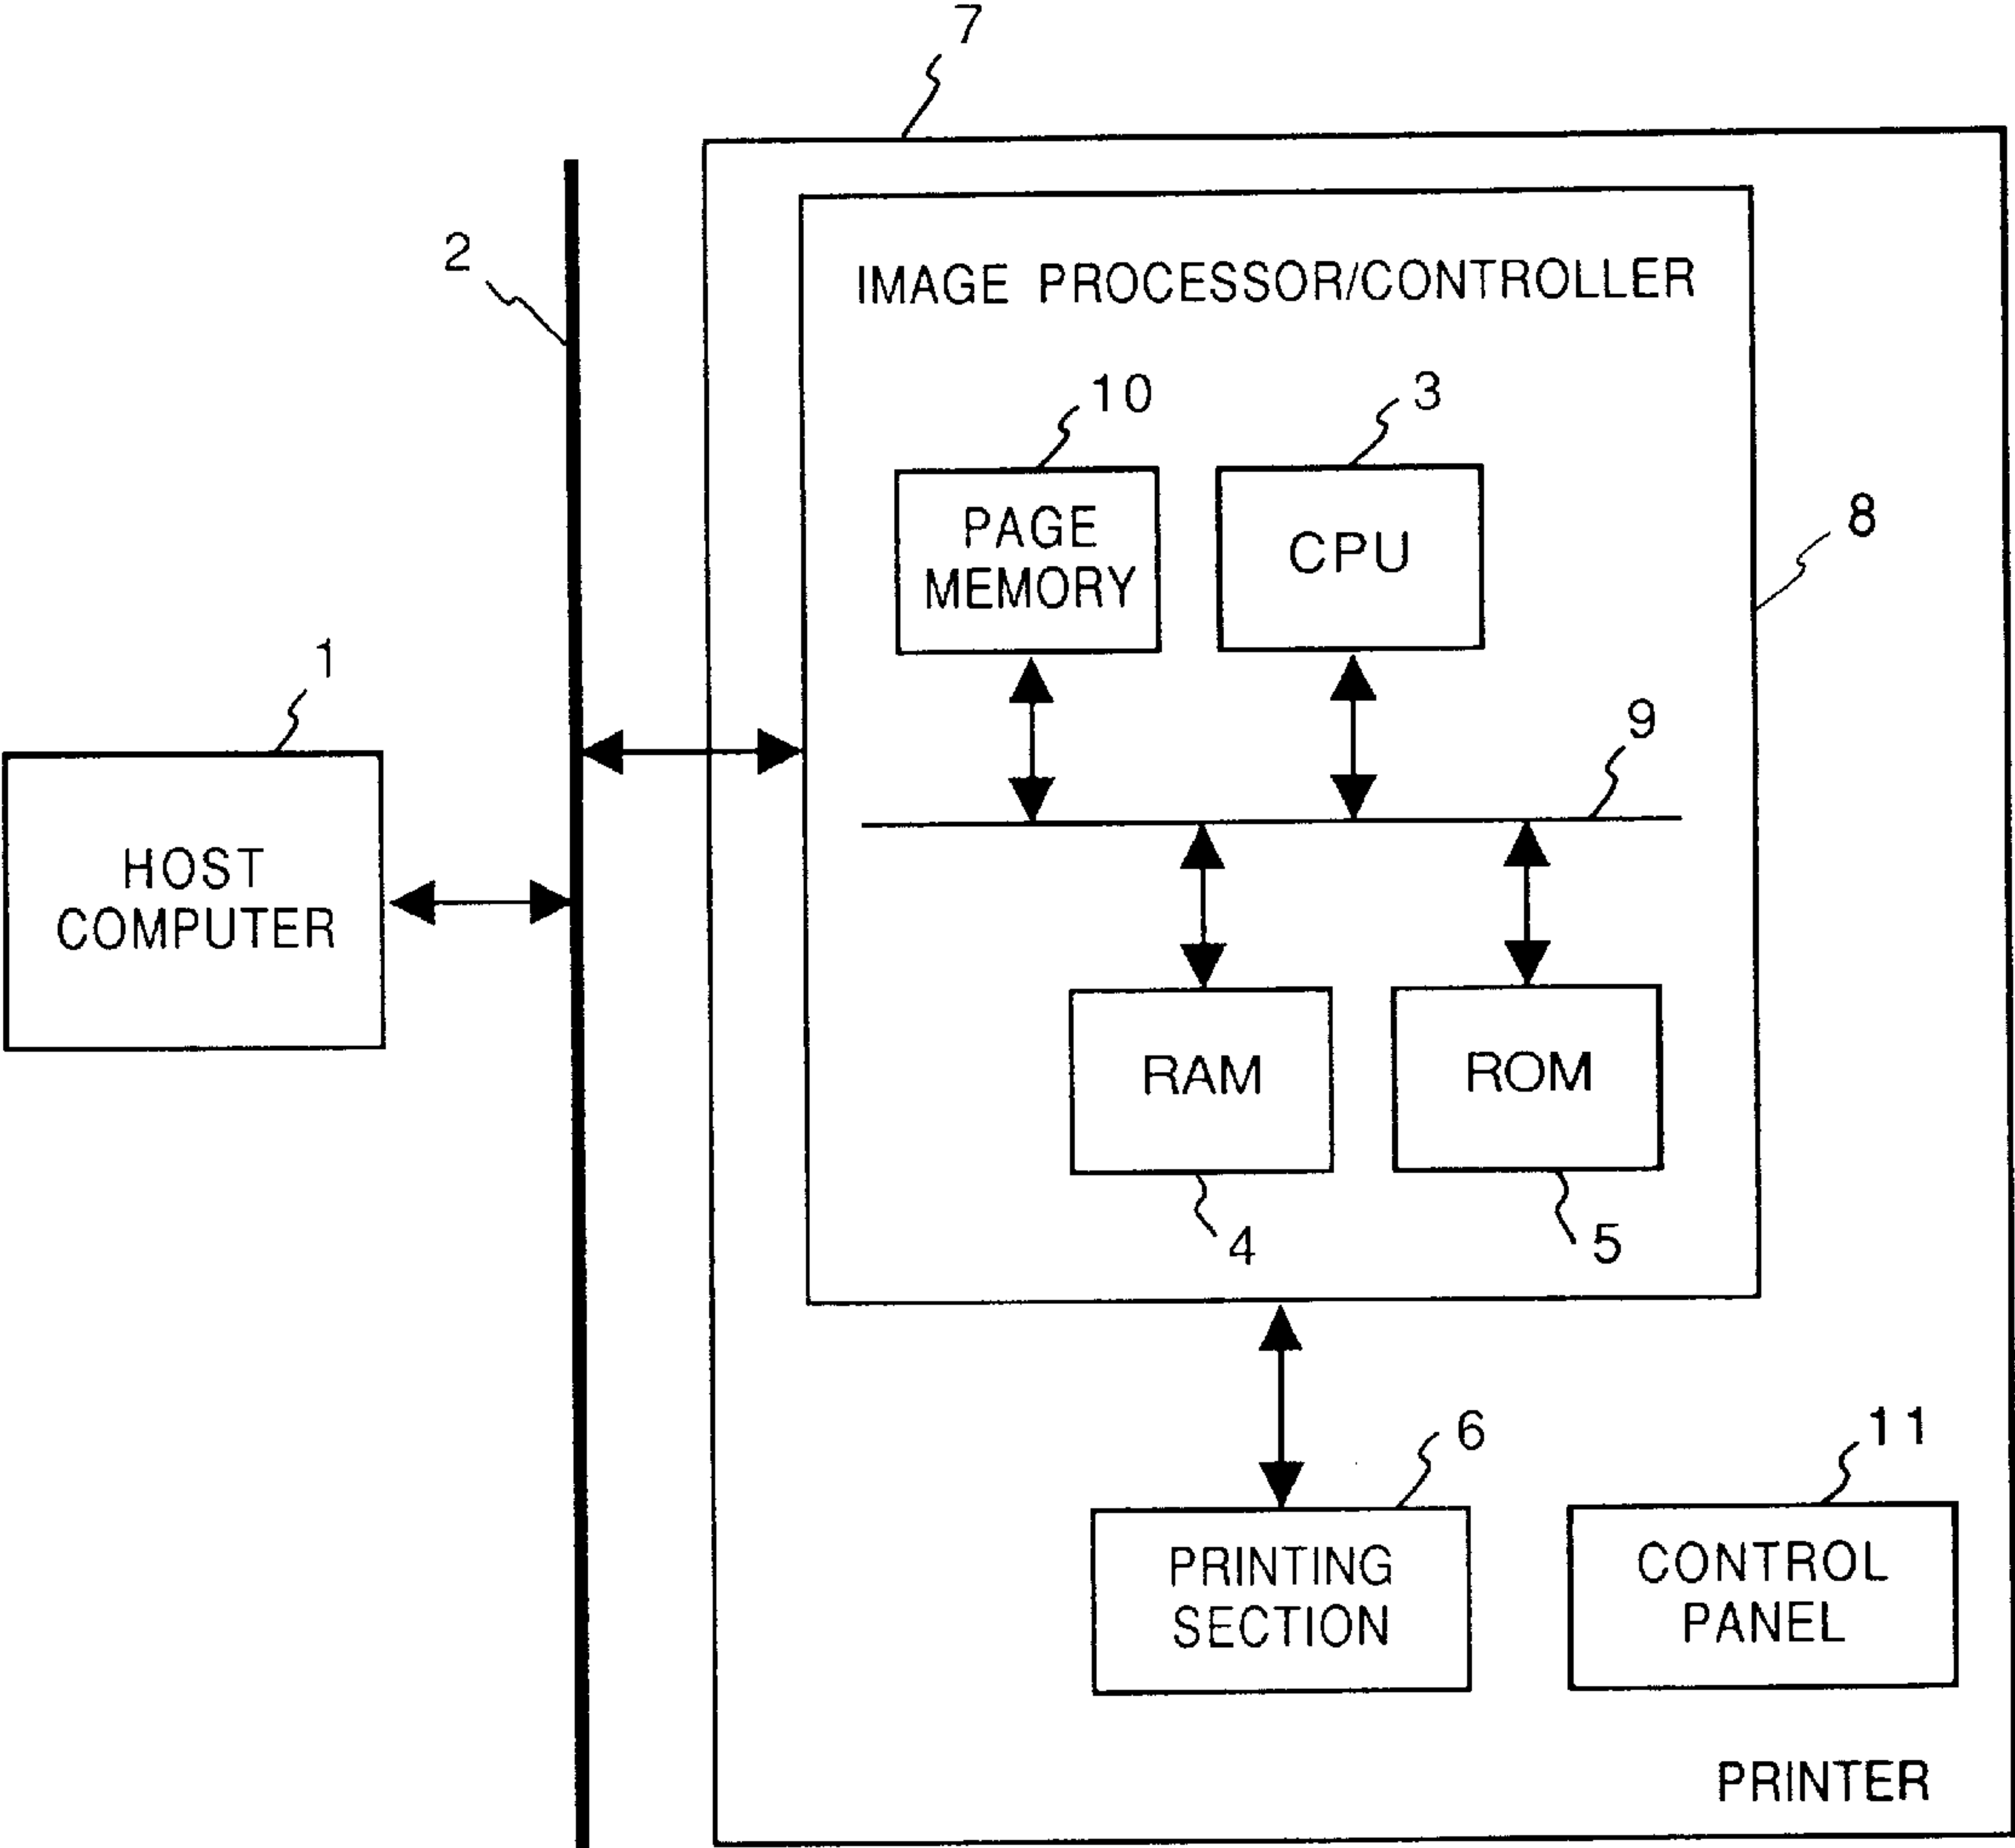 7
2
IMAGE PROCESSOR/CONTROLLER
10
3
PAGE
MEMORY
CPU
8
1
9
HOST
COMPUTER
RAM
ROM
4
5
6
11
PRINTING
SECTION
CONTROL
PANEL
PRINTER